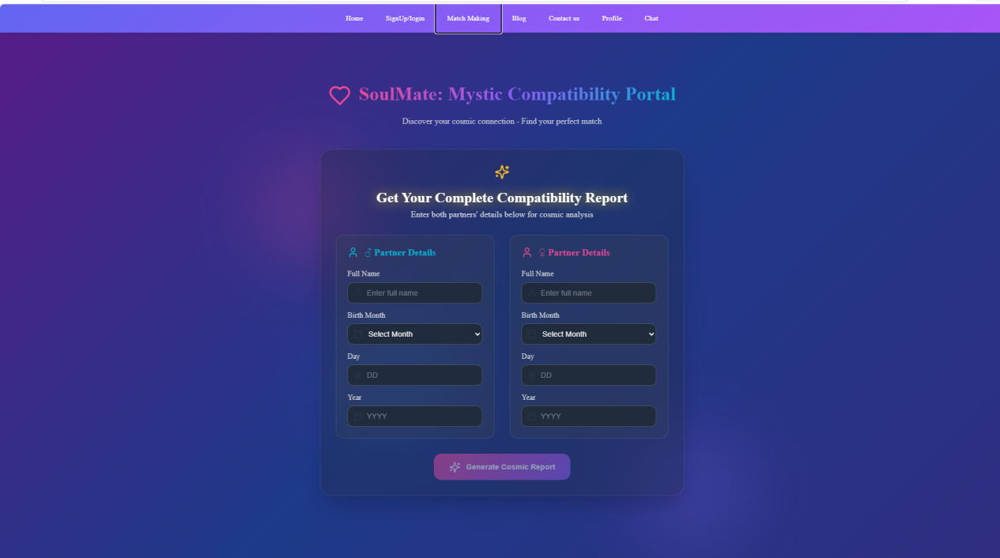 Home SignUp/login Match Making Blog Contact us Profile Chat
SoulMate: Mystic Compatibility Portal
Discover your cosmic connection - Find your perfect match
Get Your Complete Compatibility Report
Enter both partners' details below for cosmic analysis
♂ Partner Details
Full Name
Enter full name
Birth Month
Select Month
Day
DD
Year
YYYY
♀ Partner Details
Full Name
Enter full name
Birth Month
Select Month
Day
DD
Year
YYYY
Generate Cosmic Report